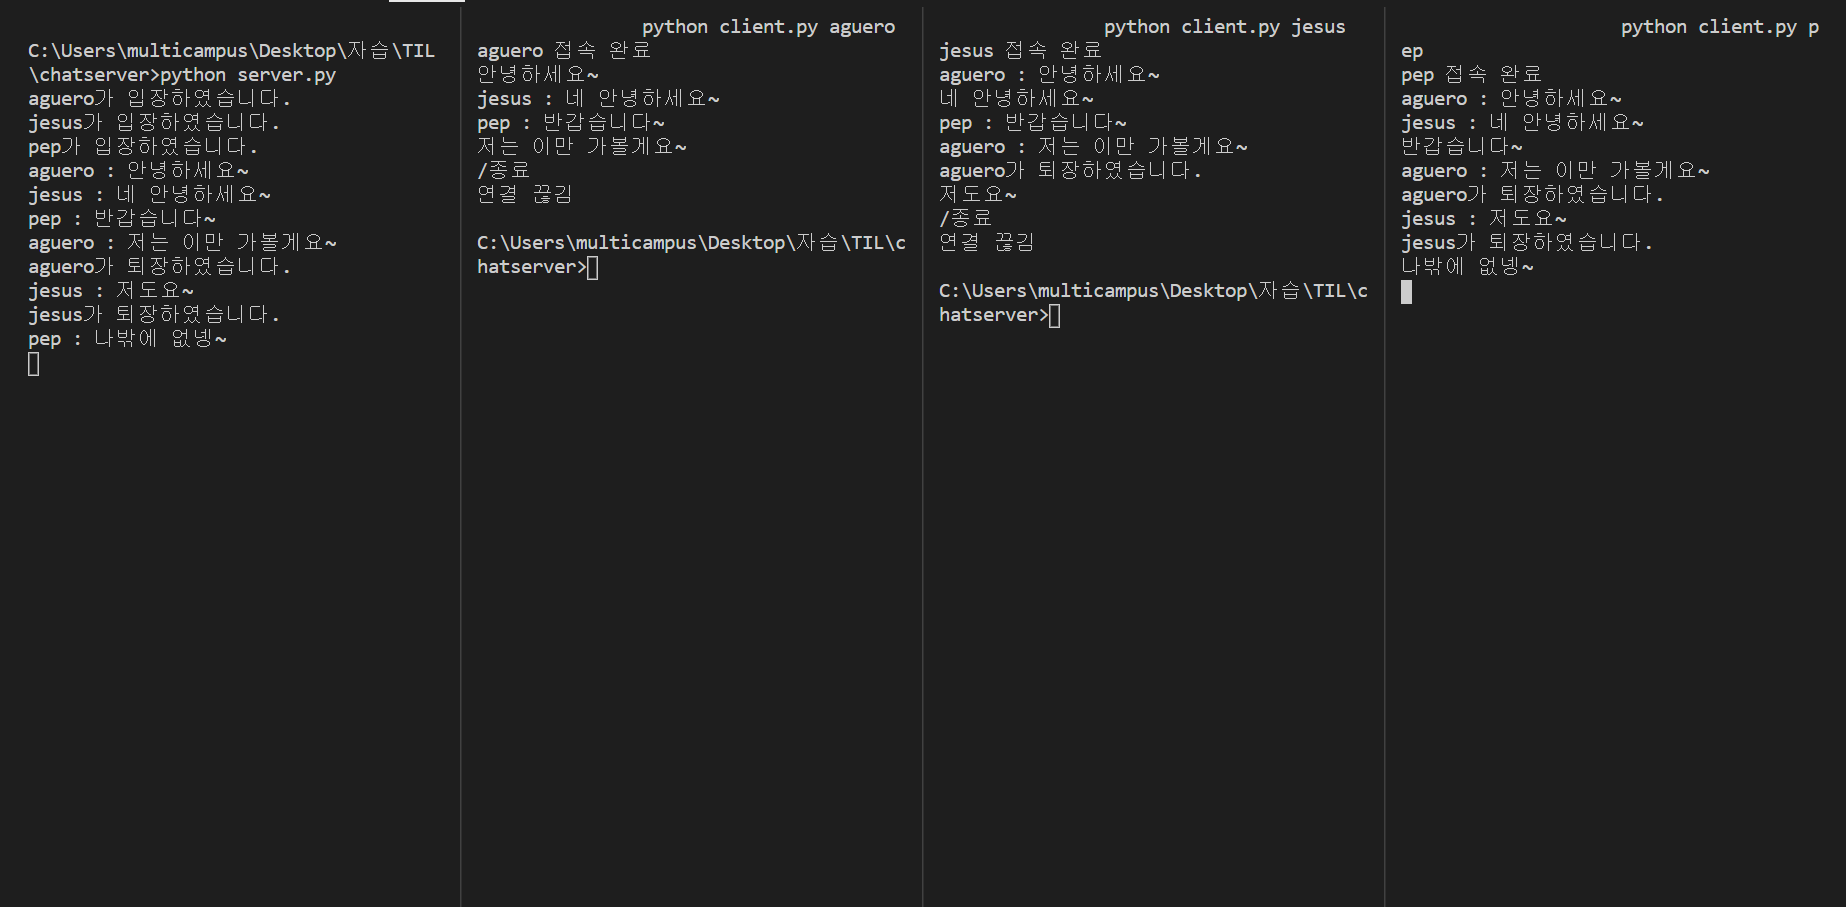 C:\Users\multicampus\Desktop\자습\TIL
\chatserver>python server.py
aguero가 입장하였습니다.
jesus가 입장하였습니다.
pep가 입장하였습니다.
aguero : 안녕하세요~
jesus : 네 안녕하세요~
pep : 반갑습니다~
aguero : 저는 이만 가볼게요~
aguero가 퇴장하였습니다.
jesus : 저도요~
jesus가 퇴장하였습니다.
pep : 나밖에 없넹~
python client.py aguero
aguero 접속 완료
안녕하세요~
jesus : 네 안녕하세요~
pep : 반갑습니다~
저는 이만 가볼게요~
/종료
연결 끊김
C:\Users\multicampus\Desktop\자습\TIL\c
hatserver>
python client.py jesus
jesus 접속 완료
aguero : 안녕하세요~
네 안녕하세요~
pep : 반갑습니다~
aguero : 저는 이만 가볼게요~
aguero가 퇴장하였습니다.
저도요~
/종료
연결 끊김
C:\Users\multicampus\Desktop\자습\TIL\c
hatserver>
python client.py p
ep
pep 접속 완료
aguero : 안녕하세요~
jesus : 네 안녕하세요~
반갑습니다~
aguero : 저는 이만 가볼게요~
aguero가 퇴장하였습니다.
jesus : 저도요~
jesus가 퇴장하였습니다.
나밖에 없넹~